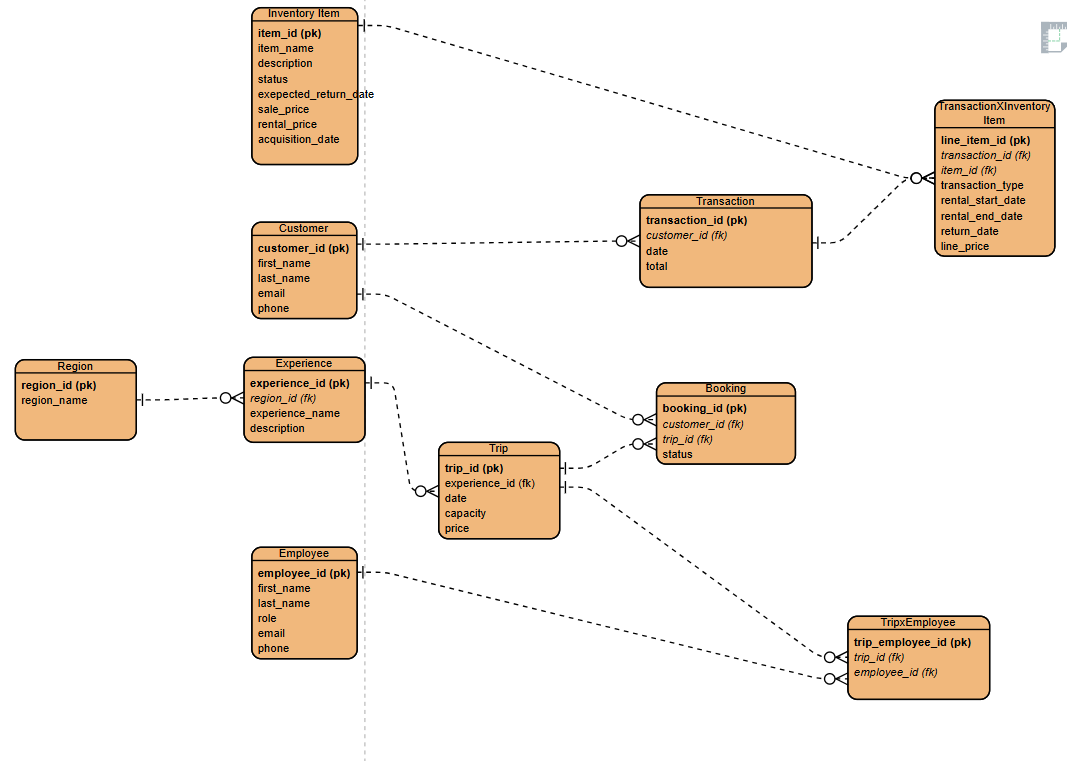 Inventory Item
item_id (pk)
item_name
description
status
exepected_return_date
sale_price
rental_price
acquisition_date
TransactionXInventory
Item
line_item_id (pk)
transaction_id (fk)
item_id (fk)
transaction_type
rental_start_date
rental_end_date
return_date
line_price
Transaction
transaction_id (pk)
customer_id (fk)
date
total
Customer
customer_id (pk)
first_name
last_name
email
phone
Region
region_id (pk)
region_name
Experience
experience_id (pk)
region_id (fk)
experience_name
description
Booking
booking_id (pk)
customer_id (fk)
trip_id (fk)
status
Trip
trip_id (pk)
experience_id (fk)
date
capacity
price
Employee
employee_id (pk)
first_name
last_name
role
email
phone
TripxEmployee
trip_employee_id (pk)
trip_id (fk)
employee_id (fk)